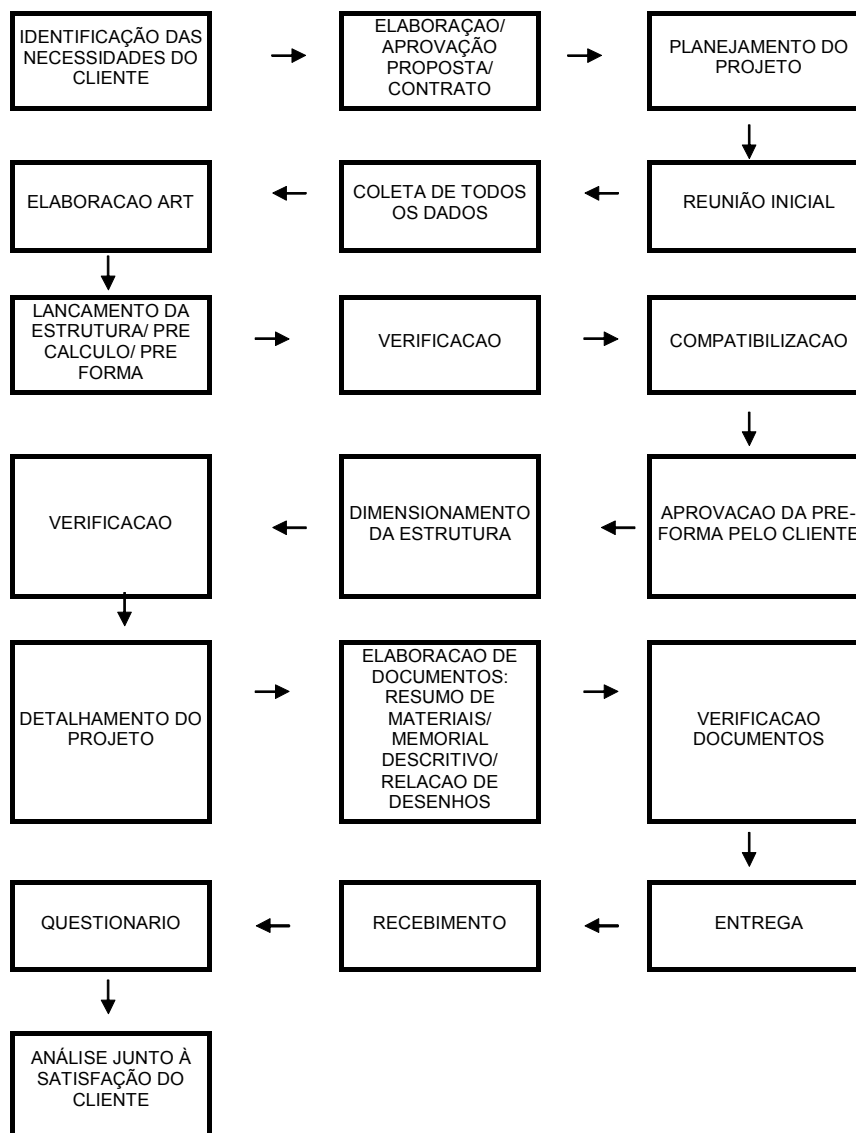 IDENTIFICAÇÃO DAS
NECESSIDADES DO
CLIENTE
ELABORAÇAO/
APROVAÇÃO
PROPOSTA/
CONTRATO
PLANEJAMENTO DO
PROJETO
REUNIÃO INICIAL
COLETA DE TODOS
OS DADOS
ELABORACAO ART
LANCAMENTO DA
ESTRUTURA/ PRE
CALCULO/ PRE
FORMA
VERIFICACAO
COMPATIBILIZACAO
APROVACAO DA PRE-
FORMA PELO CLIENTE
DIMENSIONAMENTO
DA ESTRUTURA
VERIFICACAO
DETALHAMENTO DO
PROJETO
ELABORACAO DE
DOCUMENTOS:
RESUMO DE
MATERIAIS/
MEMORIAL
DESCRITIVO/
RELACAO DE
DESENHOS
VERIFICACAO
DOCUMENTOS
ENTREGA
RECEBIMENTO
QUESTIONARIO
ANÁLISE JUNTO À
SATISFAÇÃO DO
CLIENTE